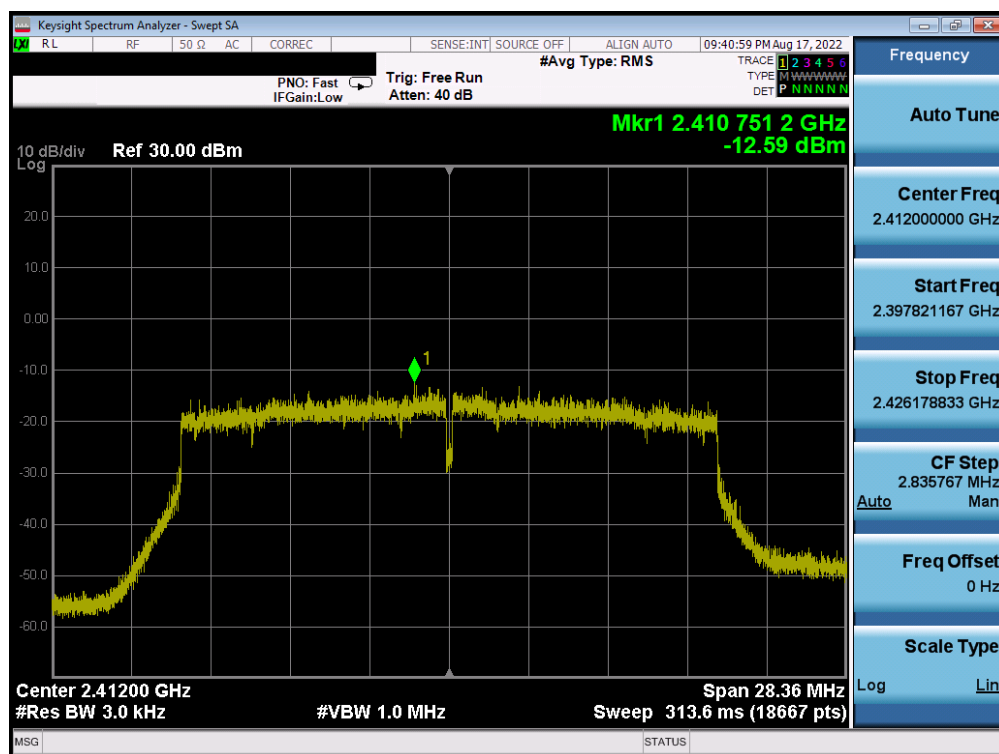 Keysight Spectrum Analyzer - Swept SA
LXI RL RF 50 Ω AC CORREC SENSE:INT SOURCE OFF ALIGN AUTO 09:40:59 PM Aug 17, 2022
#Avg Type: RMS
TRACE 1 2 3 4 5 6
PNO: Fast Trig: Free Run TYPE M WWWWW
IFGain:Low Atten: 40 dB DET P N N N N N
Mkr1 2.410 751 2 GHz
10 dB/div Ref 30.00 dBm -12.59 dBm
Log
20.0
10.0
0.00
-10.0
1
-20.0
-30.0
-40.0
-50.0
-60.0
Center 2.41200 GHz Span 28.36 MHz
#Res BW 3.0 kHz #VBW 1.0 MHz Sweep 313.6 ms (18667 pts)
MSG STATUS
Frequency
Auto Tune
Center Freq
2.412000000 GHz
Start Freq
2.397821167 GHz
Stop Freq
2.426178833 GHz
CF Step
2.835767 MHz
Auto Man
Freq Offset
0 Hz
Scale Type
Log Lin